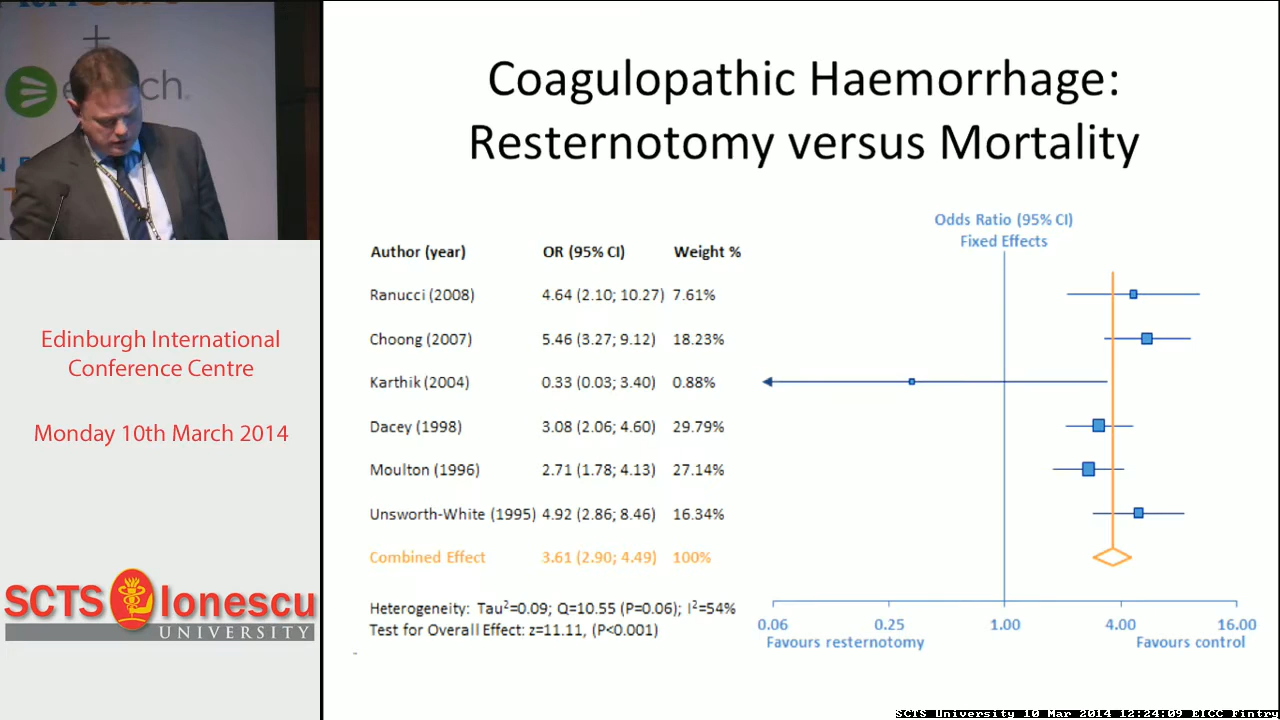 Coagulopathic Haemorrhage:
Resternotomy versus Mortality
Edinburgh International
Conference Centre
Monday 10th March 2014
SCTS Ionescu
UNIVERSITY
Odds Ratio (95% CI)
Fixed Effects
Author (year) OR (95% CI) Weight %
Ranucci (2008) 4.64 (2.10; 10.27) 7.61%
Choong (2007) 5.46 (3.27; 9.12) 18.23%
Karthik (2004) 0.33 (0.03; 3.40) 0.88%
Dacey (1998) 3.08 (2.06; 4.60) 29.79%
Moulton (1996) 2.71 (1.78; 4.13) 27.14%
Unsworth-White (1995) 4.92 (2.86; 8.46) 16.34%
Combined Effect 3.61 (2.90; 4.49) 100%
Heterogeneity: Tau²=0.09; Q=10.55 (P=0.06); I²=54%
Test for Overall Effect: z=11.11, (P<0.001)
0.06 0.25 1.00 4.00 16.00
Favours resternotomy Favours control
SCTS University 10 Mar 2014 12:24:09 EICC Fintry